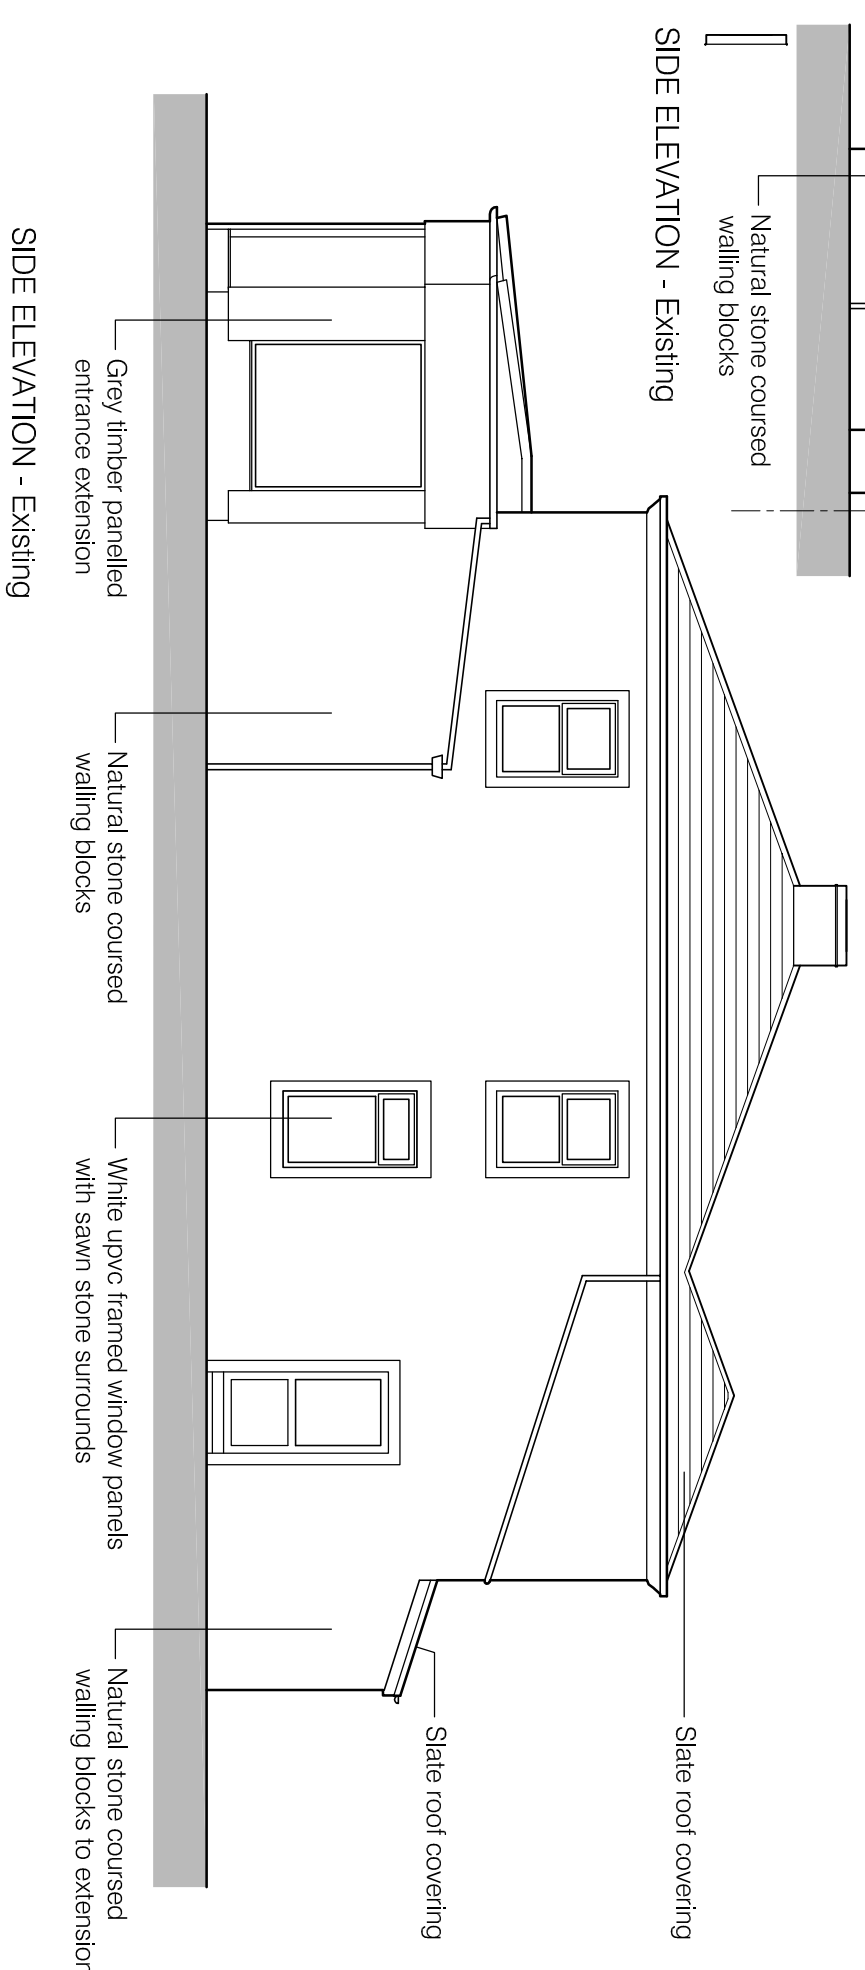 SIDE ELEVATION - Existing
Natural stone coursed
walling blocks
Slate roof covering
Slate roof covering
Grey timber panelled
entrance extension
Natural stone coursed
walling blocks
White upvc framed window panels
with sawn stone surrounds
Natural stone coursed
walling blocks to extension
SIDE ELEVATION - Existing